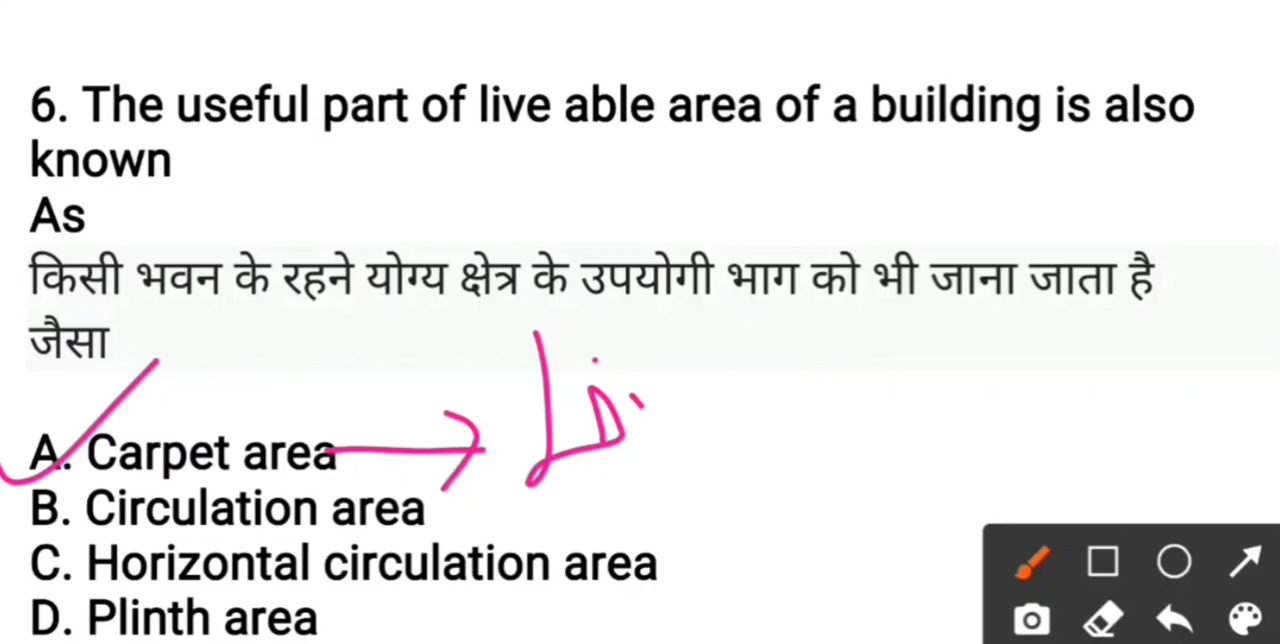 6. The useful part of live able area of a building is also
known
As
किसी भवन के रहने योग्य क्षेत्र के उपयोगी भाग को भी जाना जाता है
जैसा
A. Carpet area
B. Circulation area
C. Horizontal circulation area
D. Plinth area